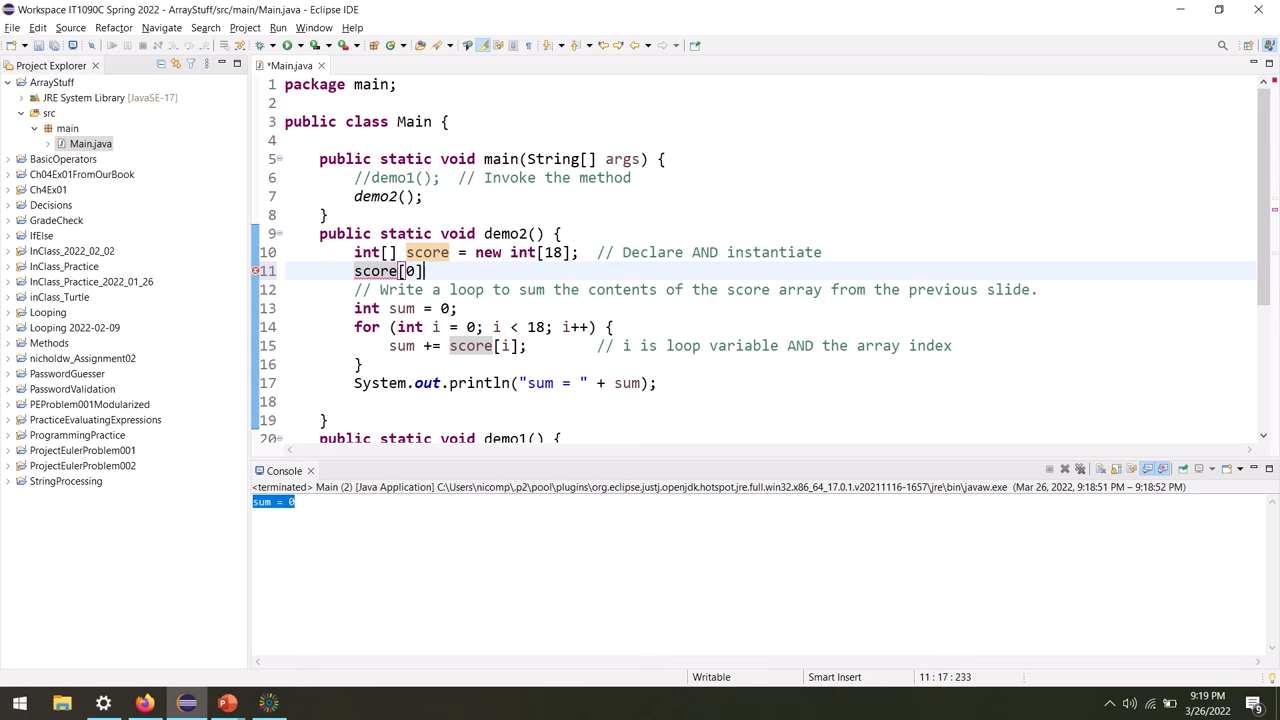 Workspace IT1090C Spring 2022 - ArrayStuff/src/main/Main.java - Eclipse IDE
File Edit Source Refactor Navigate Search Project Run Window Help
Project Explorer
ArrayStuff
JRE System Library [JavaSE-17]
src
main
Main.java
BasicOperators
Ch04Ex01FromOurBook
Ch4Ex01
Decisions
GradeCheck
IfElse
InClass_2022_02_02
InClass_Practice
InClass_Practice_2022_01_26
inClass_Turtle
Looping
Looping 2022-02-09
Methods
nicholdw_Assignment02
PasswordGuesser
PasswordValidation
PEProblem001Modularized
PracticeEvaluatingExpressions
ProgrammingPractice
ProjectEulerProblem001
ProjectEulerProblem002
StringProcessing
*Main.java
1 package main;
2
3 public class Main {
4
5 public static void main(String[] args) {
6 //demo1();  // Invoke the method
7 demo2();
8 }
9 public static void demo2() {
10 int[] score = new int[18];  // Declare AND instantiate
11 score[0]
12 // Write a loop to sum the contents of the score array from the previous slide.
13 int sum = 0;
14 for (int i = 0; i < 18; i++) {
15 sum += score[i];        // i is loop variable AND the array index
16 }
17 System.out.println("sum = " + sum);
18
19 }
20 public static void demo1() {
Console
<terminated> Main (2) [Java Application] C:\Users\nicomp\.p2\pool\plugins\org.eclipse.justj.openjdk.hotspot.jre.full.win32.x86_64_17.0.1.v20211116-1657\jre\bin\javaw.exe (Mar 26, 2022, 9:18:51 PM – 9:18:52 PM)
sum = 0
Writable
Smart Insert
11 : 17 : 233
9:19 PM
3/26/2022
9